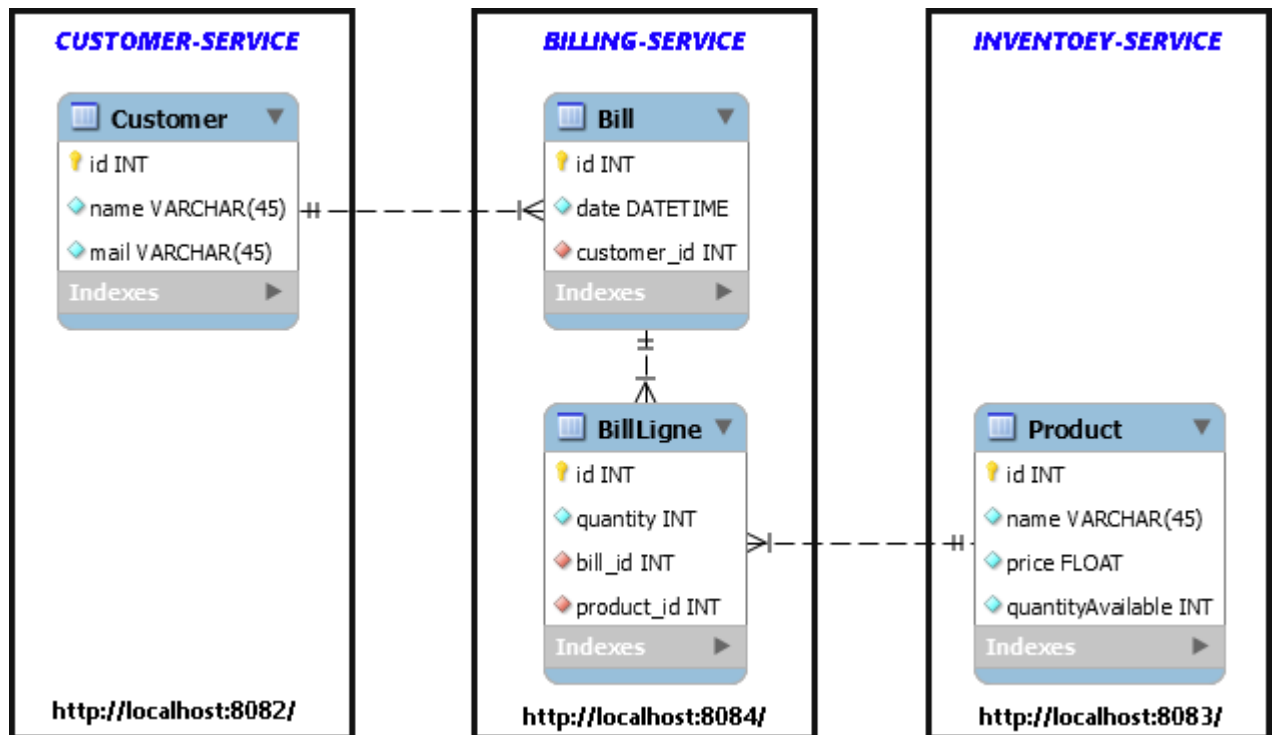 CUSTOMER-SERVICE
Customer
id INT
name VARCHAR(45)
mail VARCHAR(45)
Indexes
http://localhost:8082/
BILLING-SERVICE
Bill
id INT
date DATETIME
customer_id INT
Indexes
BillLigne
id INT
quantity INT
bill_id INT
product_id INT
Indexes
http://localhost:8084/
INVENTOEY-SERVICE
Product
id INT
name VARCHAR(45)
price FLOAT
quantityAvailable INT
Indexes
http://localhost:8083/